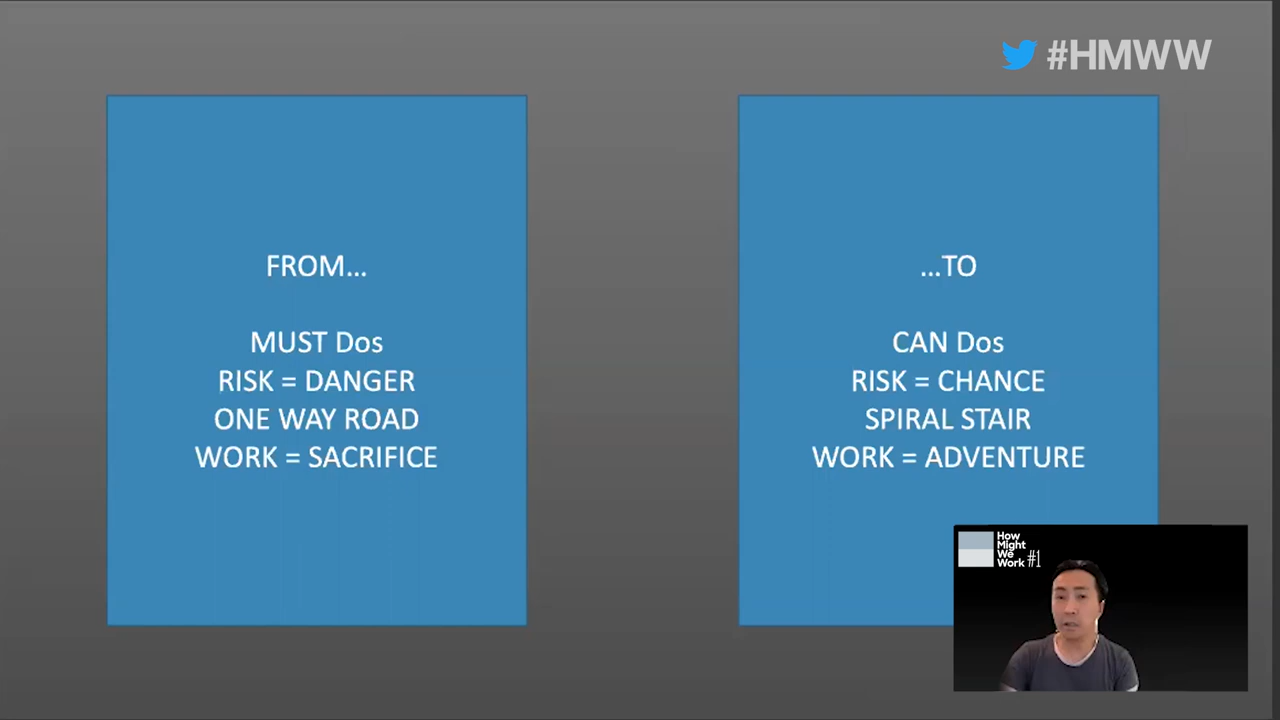 #HMWW
FROM...
MUST Dos
RISK = DANGER
ONE WAY ROAD
WORK = SACRIFICE
...TO
CAN Dos
RISK = CHANCE
SPIRAL STAIR
WORK = ADVENTURE
How
Might
We
Work #1